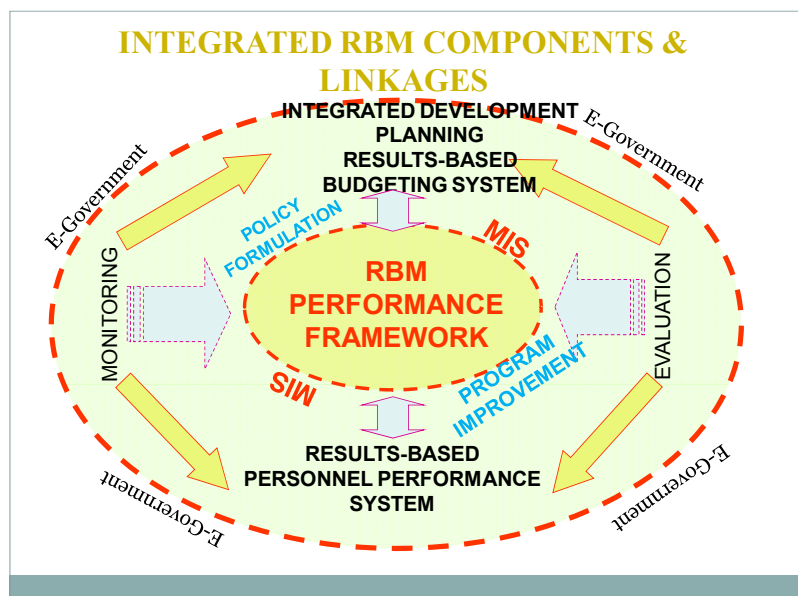 INTEGRATED RBM COMPONENTS &
LINKAGES
INTEGRATED DEVELOPMENT
PLANNING
RESULTS-BASED
BUDGETING SYSTEM
E-Government
E-Government
POLICY
FORMULATION
MIS
MONITORING
RBM
PERFORMANCE
FRAMEWORK
EVALUATION
MIS
PROGRAM
IMPROVEMENT
RESULTS-BASED
PERSONNEL PERFORMANCE
SYSTEM
E-Government
E-Government